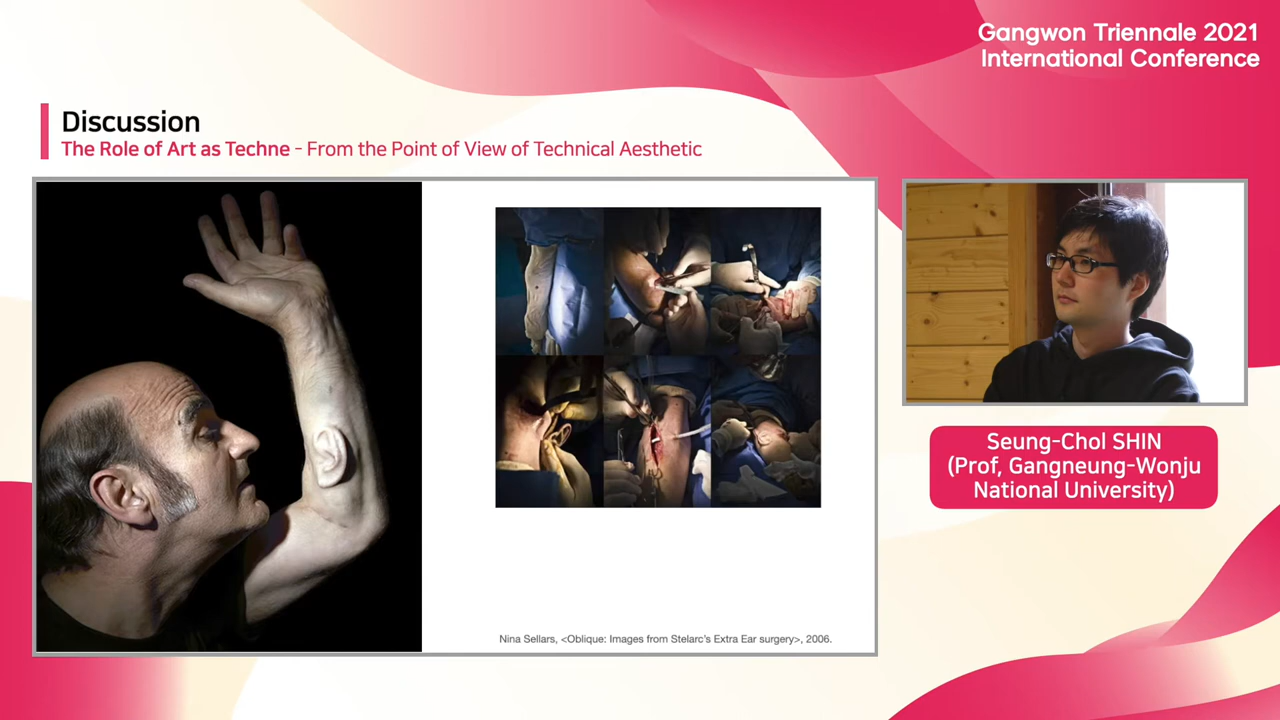 Gangwon Triennale 2021
International Conference
Discussion
The Role of Art as Techne - From the Point of View of Technical Aesthetic
Seung-Chol SHIN
(Prof, Gangneung-Wonju
National University)
Nina Sellars, <Oblique: Images from Stelarc's Extra Ear surgery>, 2006.